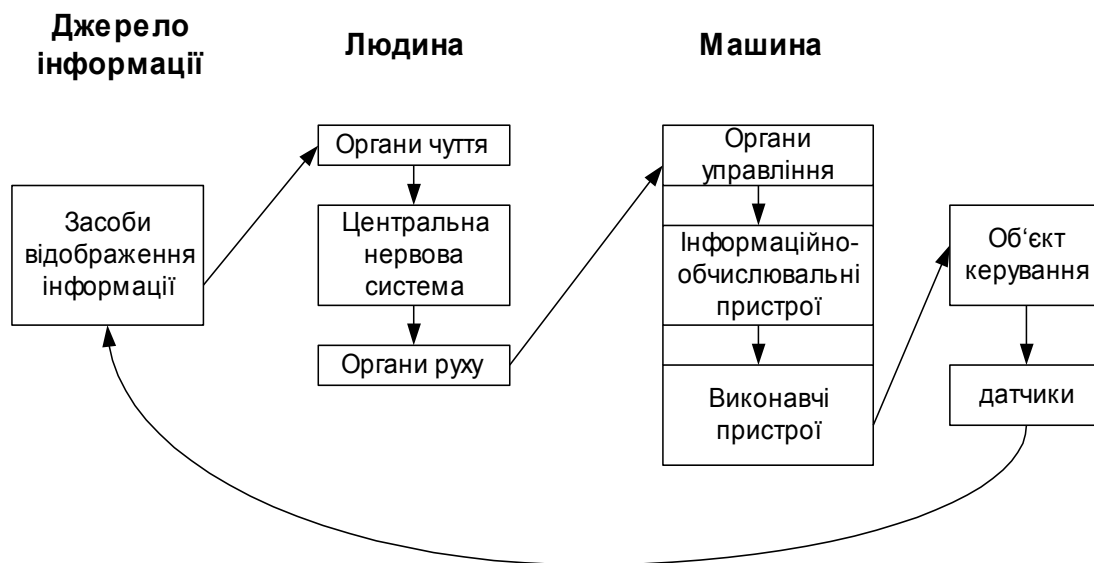 Джерело
інформації
Людина
Машина
Засоби
відображення
інформації
Органи чуття
Центральна
нервова
система
Органи руху
Органи
управління
Інформаційно-
обчислювальні
пристрої
Виконавчі
пристрої
Об‘єкт
керування
датчики